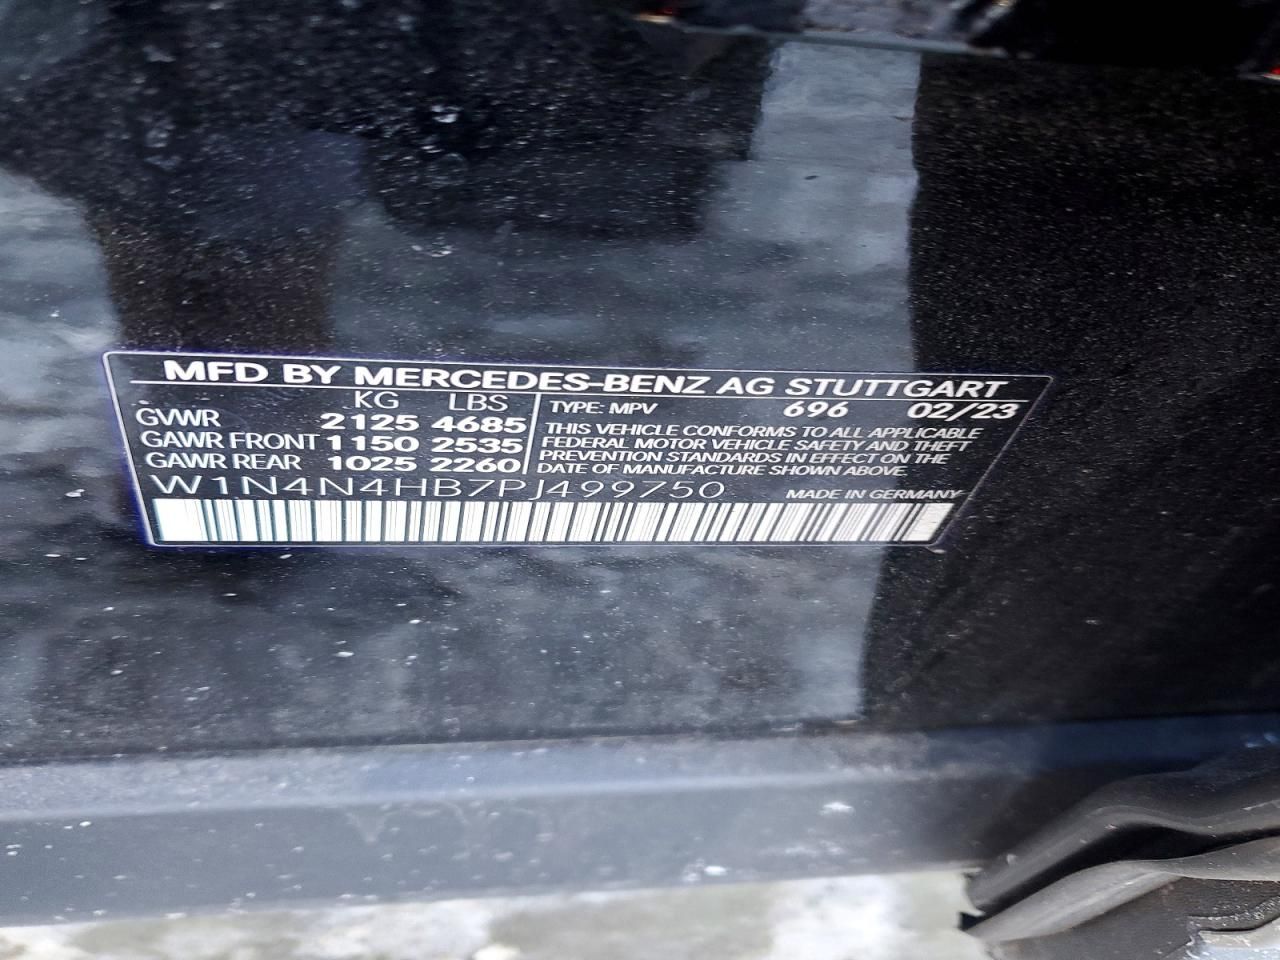 MFD BY MERCEDES-BENZ AG STUTTGART
KG LBS
GVWR 2125 4685
GAWR FRONT 1150 2535
GAWR REAR 1025 2260
TYPE: MPV 696 02/23
THIS VEHICLE CONFORMS TO ALL APPLICABLE
FEDERAL MOTOR VEHICLE SAFETY AND THEFT
PREVENTION STANDARDS IN EFFECT ON THE
DATE OF MANUFACTURE SHOWN ABOVE
W1N4N4HB7PJ499750 MADE IN GERMANY